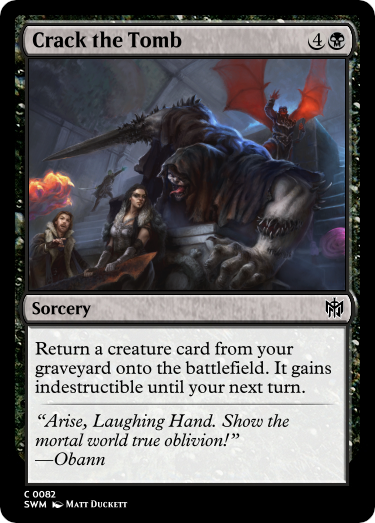 Crack the Tomb 4
Sorcery
Return a creature card from your
graveyard onto the battlefield. It gains
indestructible until your next turn.
“Arise, Laughing Hand. Show the
mortal world true oblivion!”
—Obann
C 0082
SWM Matt Duckett